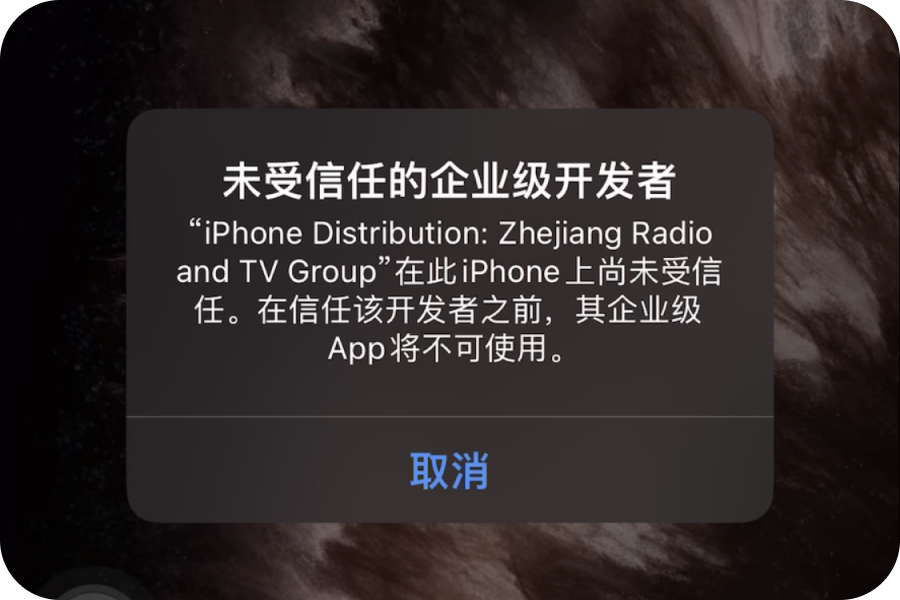 未受信任的企业级开发者
“iPhone Distribution: Zhejiang Radio
and TV Group”在此iPhone上尚未受信
任。在信任该开发者之前，其企业级
App将不可使用。
取消